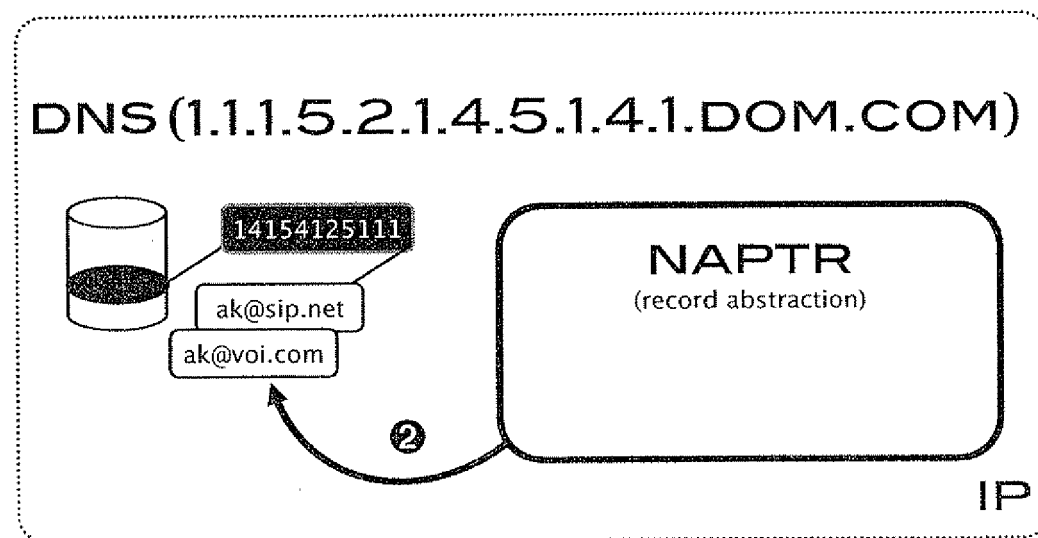 DNS (1.1.1.5.2.1.4.5.1.4.1.DOM.COM)
14154125111
ak@sip.net
ak@voi.com
NAPTR
(record abstraction)
2
IP